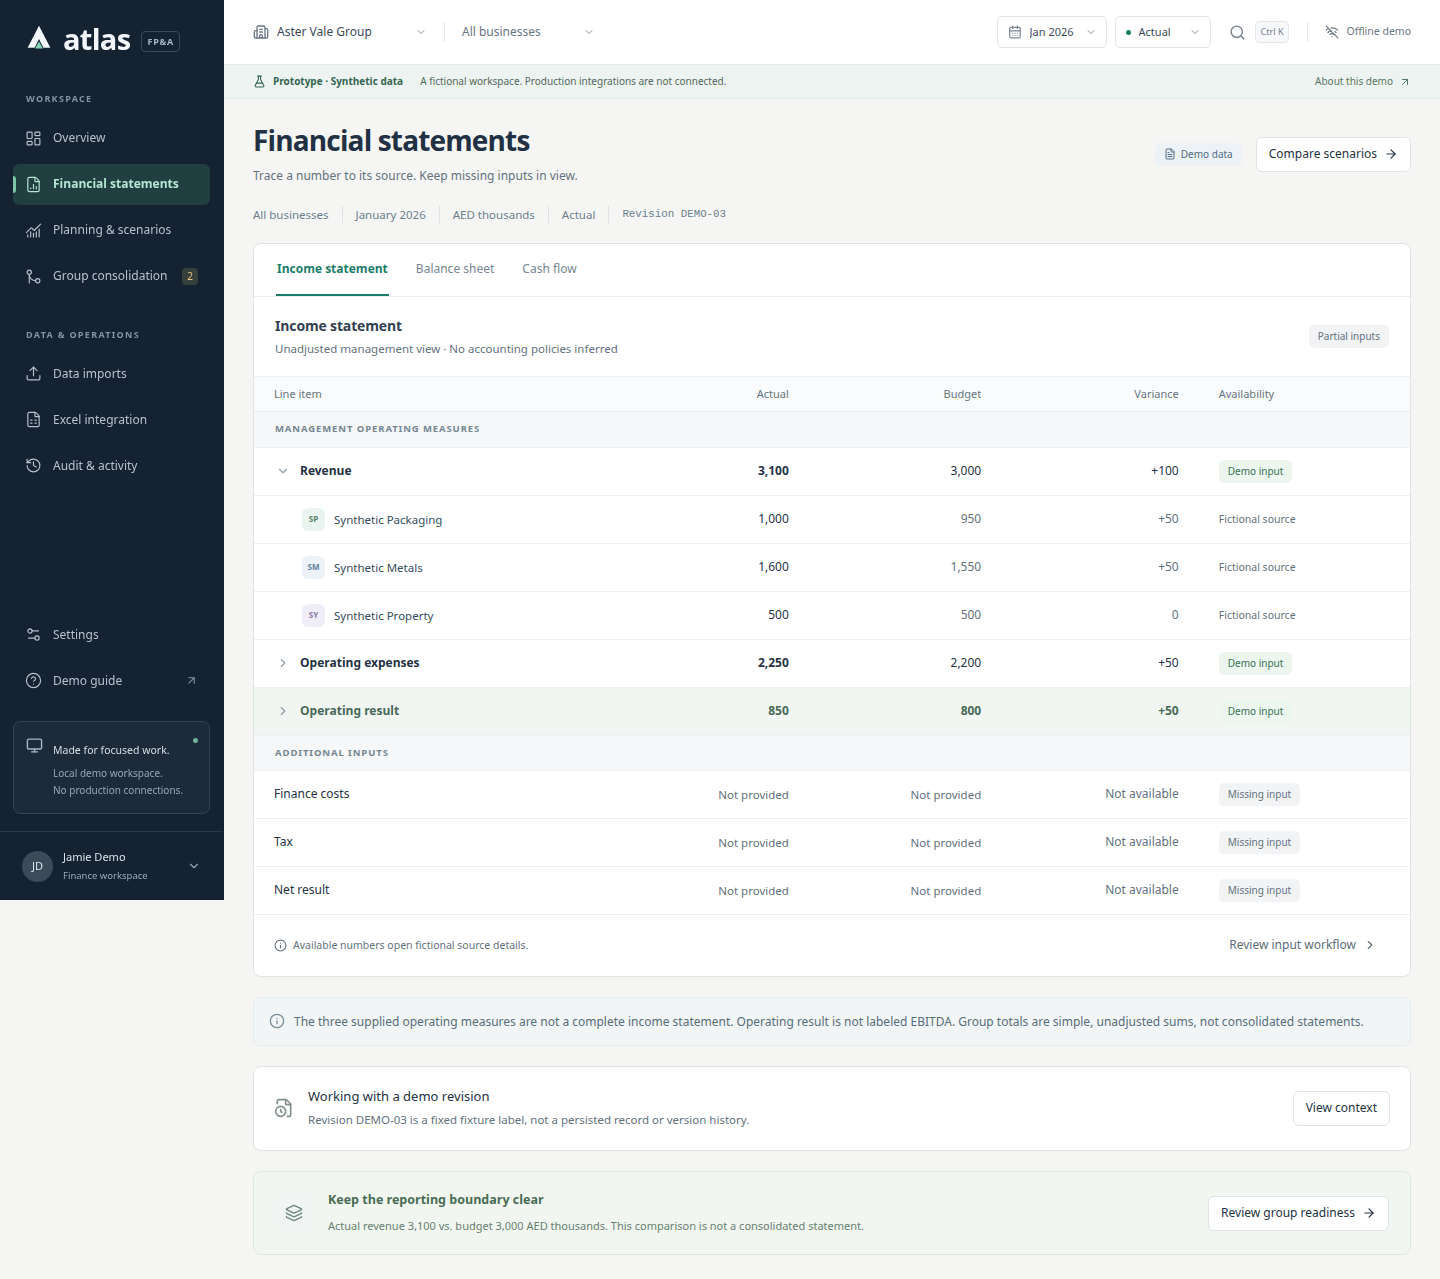 atlas FP&A
WORKSPACE
Overview
Financial statements
Planning & scenarios
Group consolidation 2
DATA & OPERATIONS
Data imports
Excel integration
Audit & activity
Settings
Demo guide
Made for focused work.
Local demo workspace.
No production connections.
JD Jamie Demo
Finance workspace
Aster Vale Group All businesses Jan 2026 Actual Ctrl K Offline demo
Prototype · Synthetic data A fictional workspace. Production integrations are not connected. About this demo
Financial statements
Trace a number to its source. Keep missing inputs in view.
Demo data Compare scenarios
All businesses January 2026 AED thousands Actual Revision DEMO-03
Income statement Balance sheet Cash flow
Income statement
Unadjusted management view · No accounting policies inferred
Partial inputs
Line item Actual Budget Variance Availability
MANAGEMENT OPERATING MEASURES
Revenue 3,100 3,000 +100 Demo input
SP Synthetic Packaging 1,000 950 +50 Fictional source
SM Synthetic Metals 1,600 1,550 +50 Fictional source
SY Synthetic Property 500 500 0 Fictional source
Operating expenses 2,250 2,200 +50 Demo input
Operating result 850 800 +50 Demo input
ADDITIONAL INPUTS
Finance costs Not provided Not provided Not available Missing input
Tax Not provided Not provided Not available Missing input
Net result Not provided Not provided Not available Missing input
Available numbers open fictional source details. Review input workflow
The three supplied operating measures are not a complete income statement. Operating result is not labeled EBITDA. Group totals are simple, unadjusted sums, not consolidated statements.
Working with a demo revision
Revision DEMO-03 is a fixed fixture label, not a persisted record or version history.
View context
Keep the reporting boundary clear
Actual revenue 3,100 vs. budget 3,000 AED thousands. This comparison is not a consolidated statement.
Review group readiness